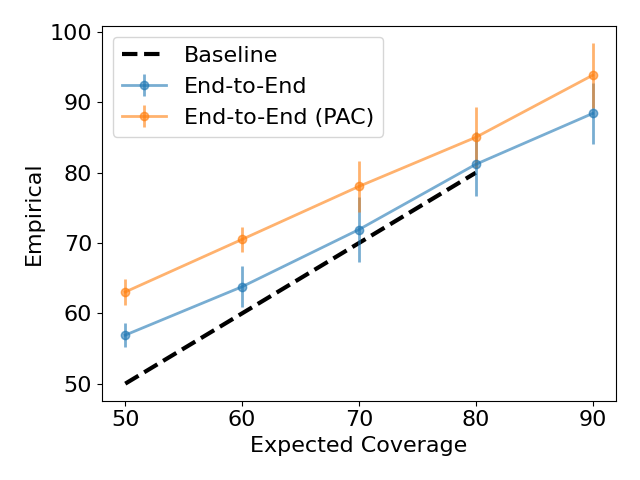 100
90
80
70
60
50
Empirical
Baseline
End-to-End
End-to-End (PAC)
50
60
70
80
90
Expected Coverage